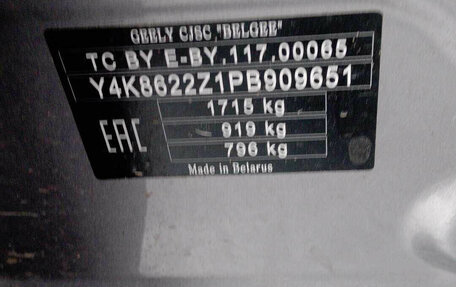 GEELY CJSC "BELGEE"
TC BY E-BY.117.00065
Y4K8622Z1PB909651
1715 kg
EAC
919 kg
796 kg
Made in Belarus